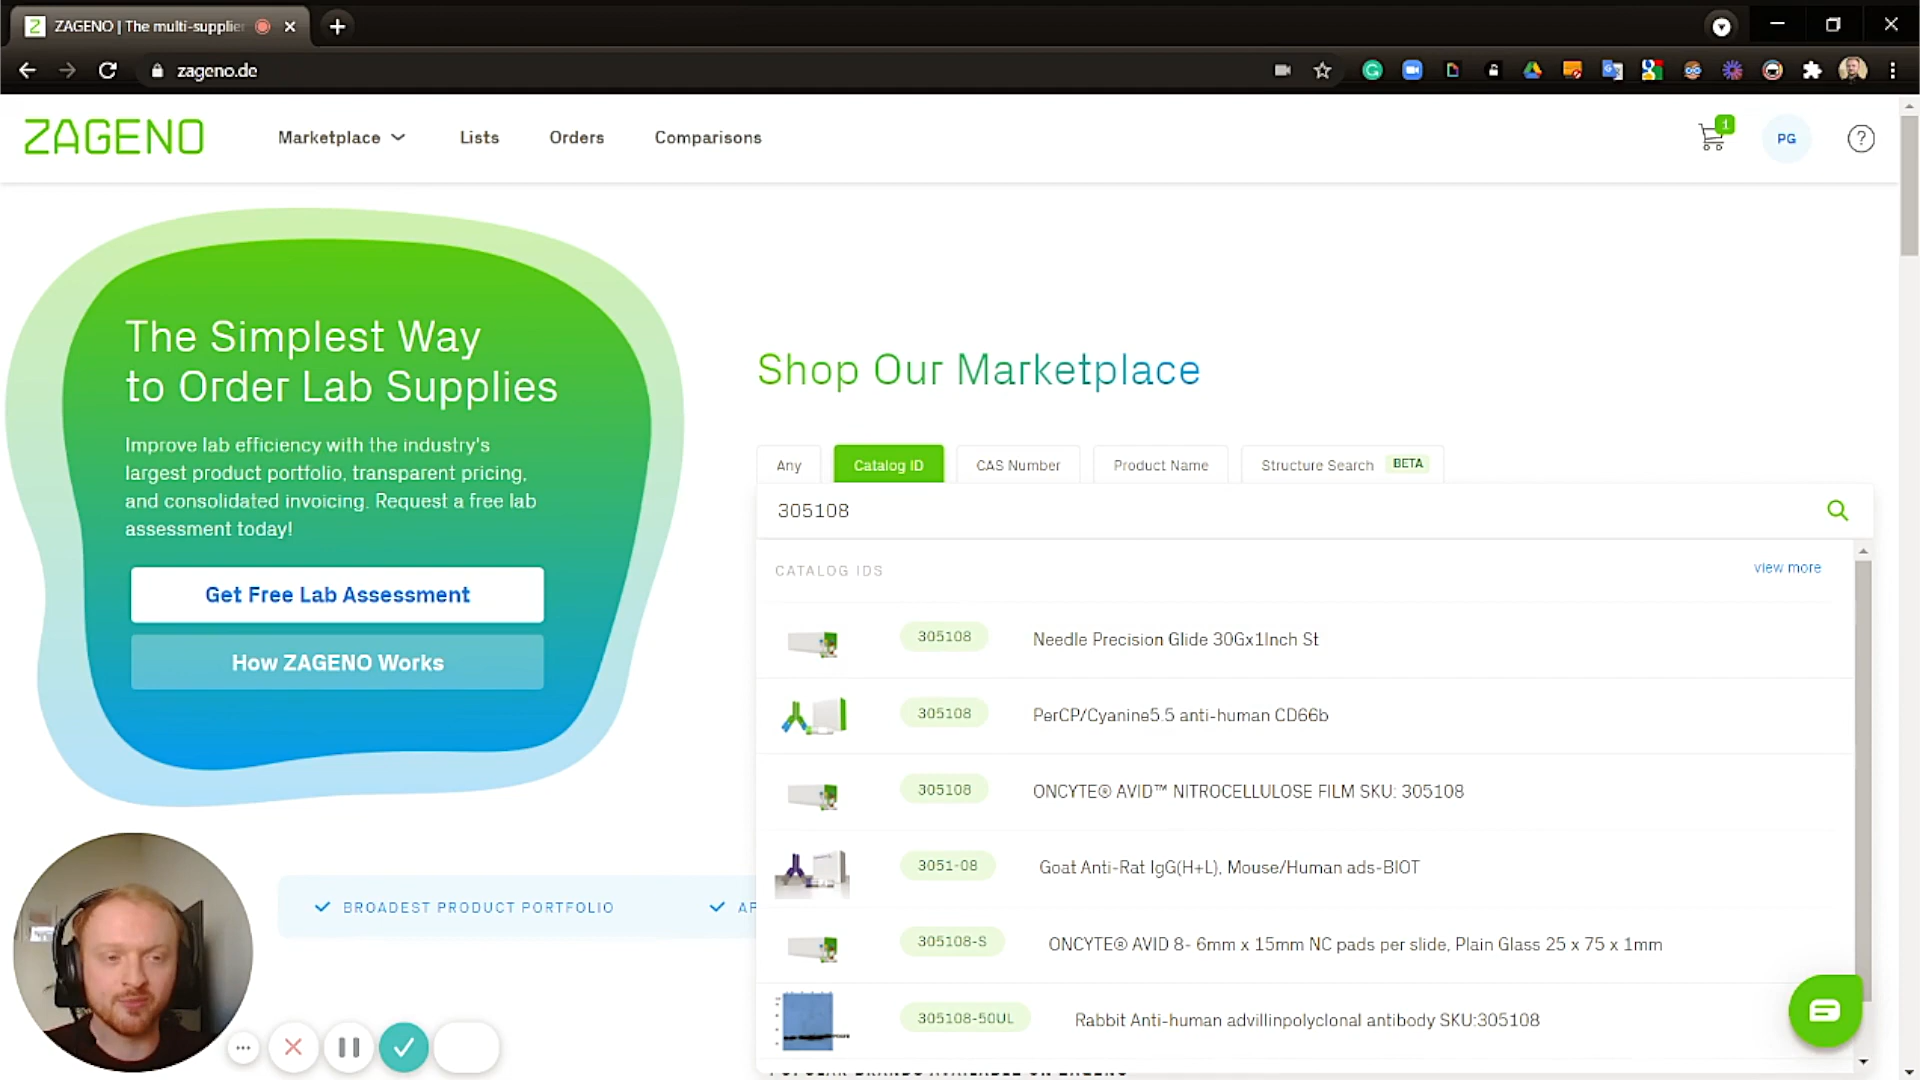 ZAGENO | The multi-supplie
zageno.de
ZAGENO
Marketplace
Lists
Orders
Comparisons
1
PG
?
The Simplest Way
to Order Lab Supplies
Improve lab efficiency with the industry's
largest product portfolio, transparent pricing,
and consolidated invoicing. Request a free lab
assessment today!
Get Free Lab Assessment
How ZAGENO Works
BROADEST PRODUCT PORTFOLIO
Shop Our Marketplace
Any
Catalog ID
CAS Number
Product Name
Structure Search BETA
305108
CATALOG IDS
view more
305108 Needle Precision Glide 30Gx1Inch St
305108 PerCP/Cyanine5.5 anti-human CD66b
305108 ONCYTE® AVID™ NITROCELLULOSE FILM SKU: 305108
3051-08 Goat Anti-Rat IgG(H+L), Mouse/Human ads-BIOT
305108-S ONCYTE® AVID 8- 6mm x 15mm NC pads per slide, Plain Glass 25 x 75 x 1mm
305108-50UL Rabbit Anti-human advillinpolyclonal antibody SKU:305108
POPULAR BRANDS AVAILABLE ON ZAGENO